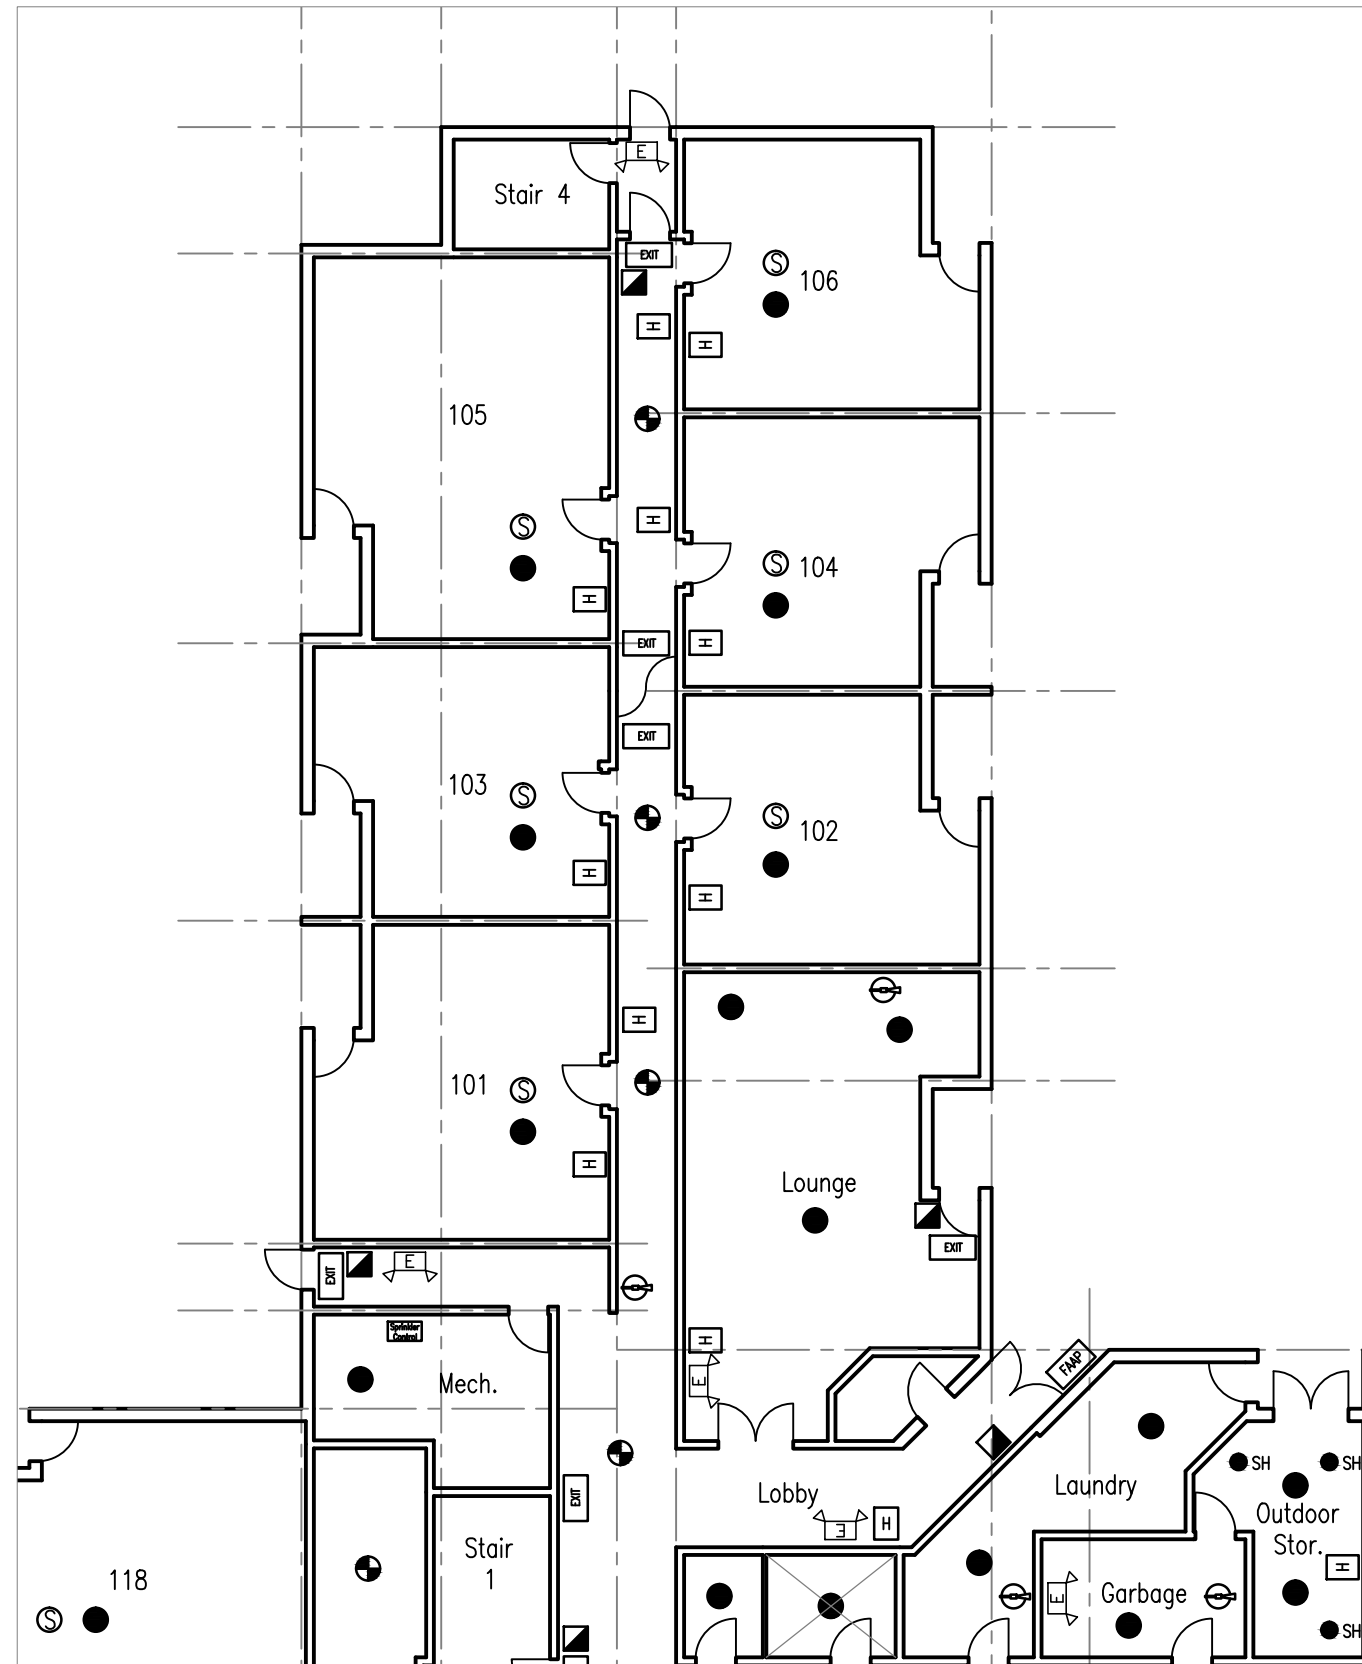 E
Stair 4
EXIT
S
106
H
H
105
S
H
S
104
H
EXIT
H
EXIT
103
S
S
102
H
H
H
101
S
H
Lounge
EXIT
EXIT
E
Sprinkler
Control
H
FAAP
E
Mech.
SH
SH
Laundry
EXIT
Lobby
E
H
Outdoor
Stor.
Stair
1
H
118
E
Garbage
S
SH